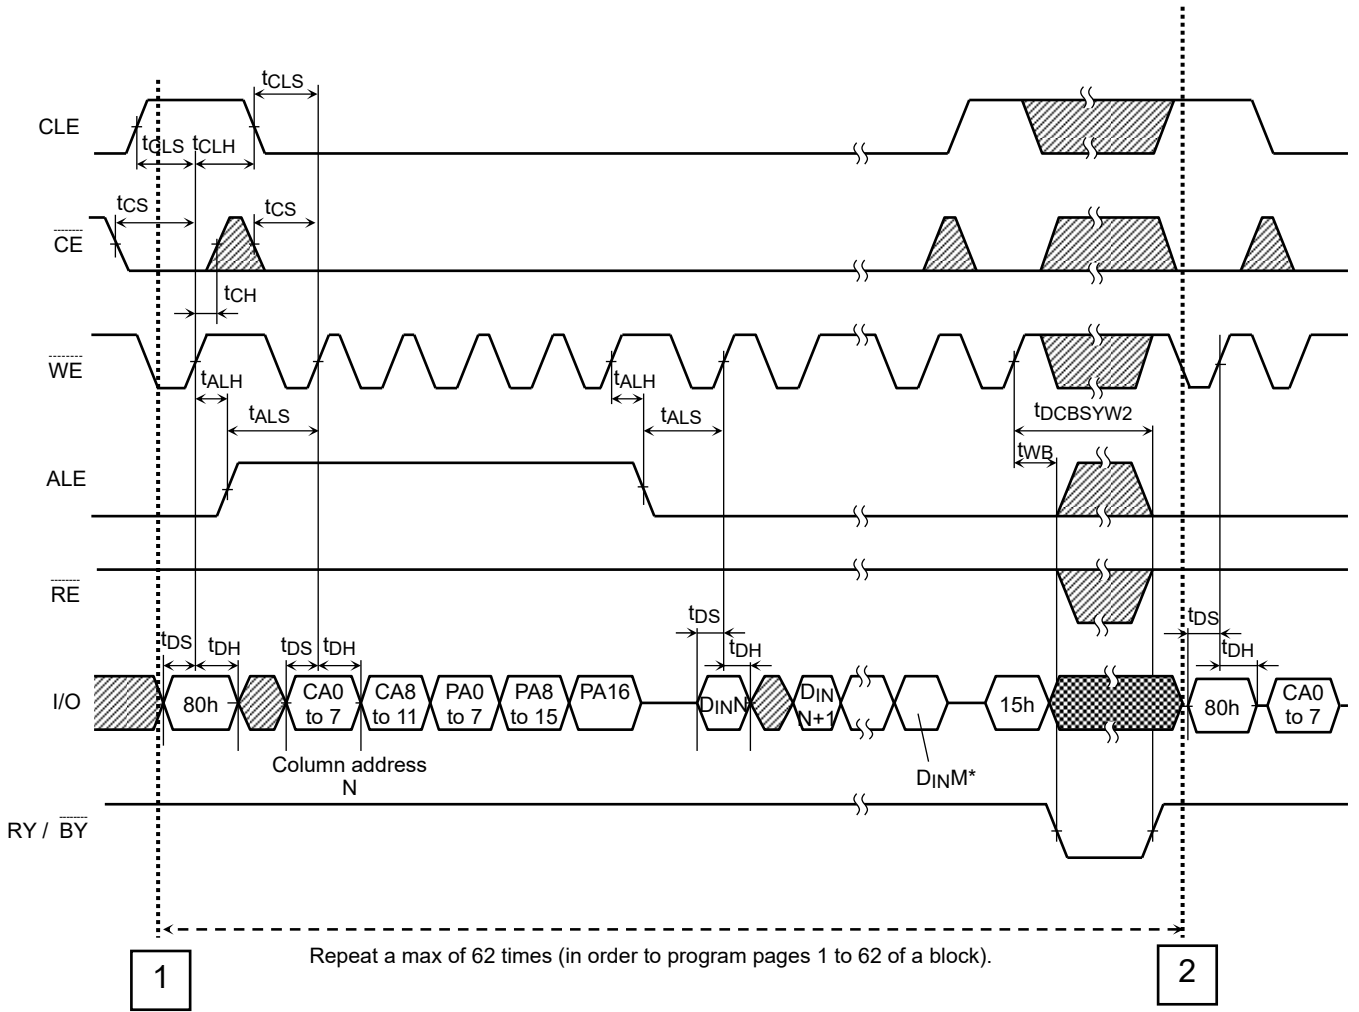 tCLS
CLE
tCLS tCLH
tCS tCS
CE
tCH
WE
tALH tALH
tALS tALS
tDCBSYW2
tWB
ALE
RE
tDS tDH tDS tDH tDS tDH tDS tDH
I/O
80h
CA0 to 7
CA8 to 11
PA0 to 7
PA8 to 15
PA16
DINN
DIN N+1
15h
80h
CA0 to 7
Column address
N
DINM*
RY / BY
Repeat a max of 62 times (in order to program pages 1 to 62 of a block).
1
2